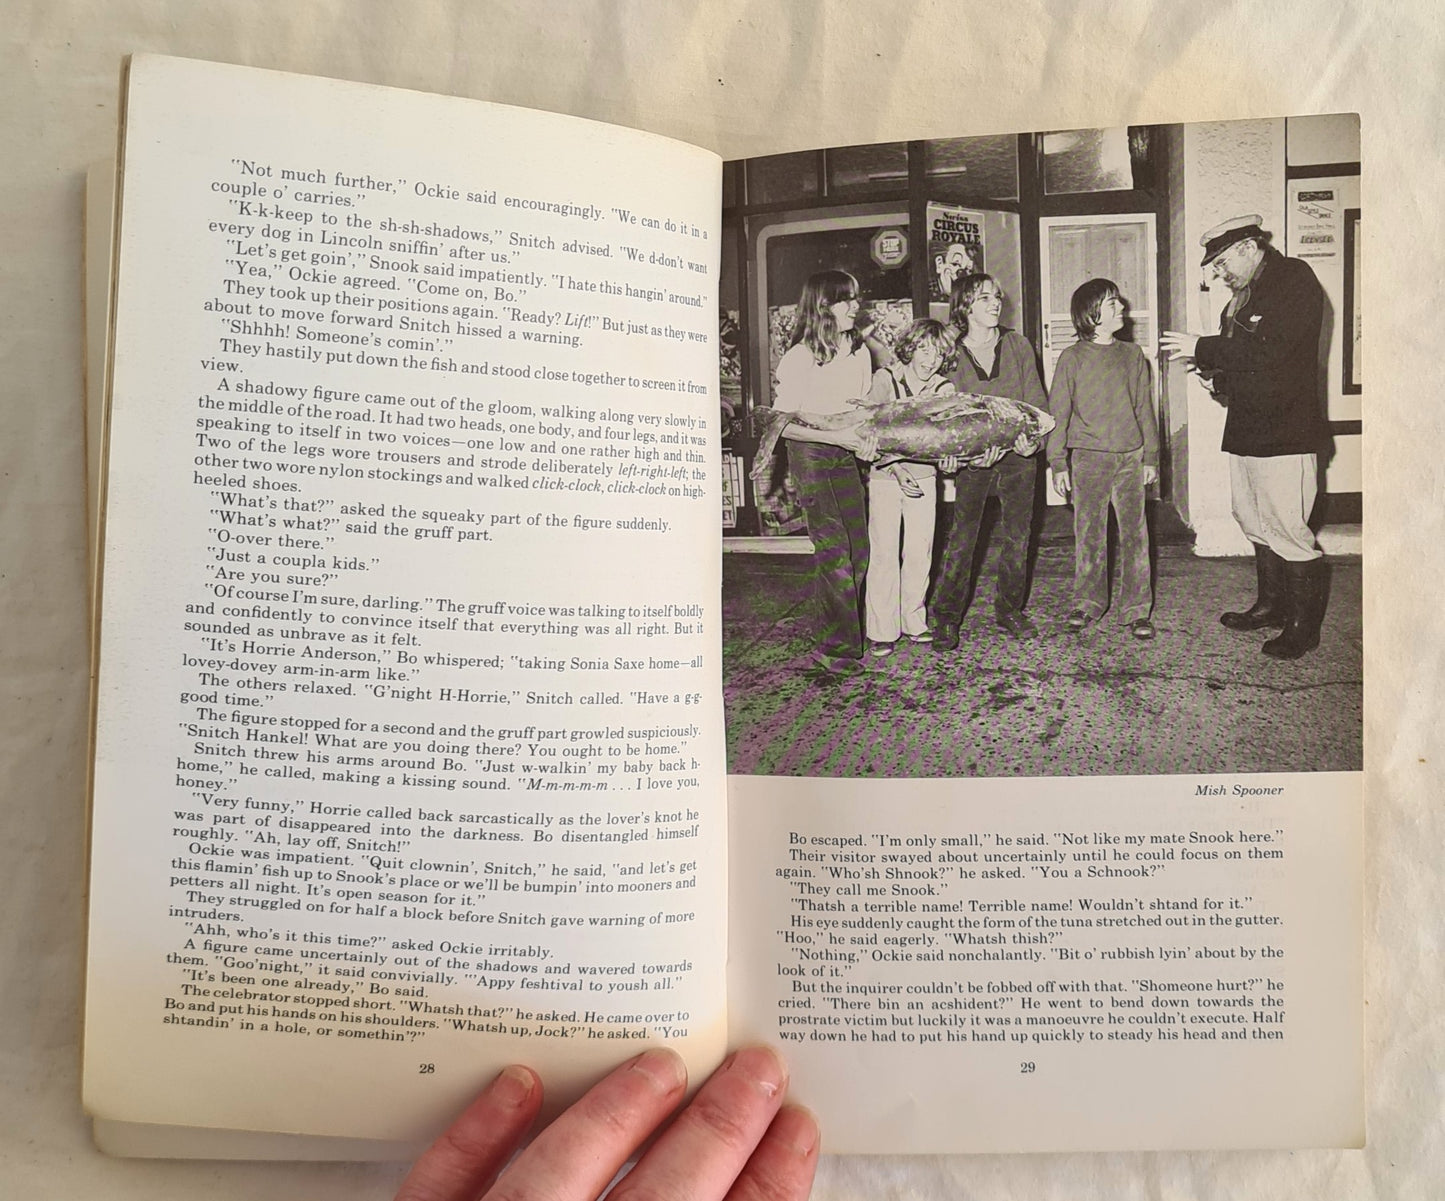 "Not much further," Ockie said encouragingly. "We can do it in a
couple o' carries."
"K-k-keep to the sh-sh-shadows," Snitch advised. "We d-don't want
every dog in Lincoln sniffin' after us."
"Let's get goin'," Snook said impatiently. "I hate this hangin' around."
"Yea," Ockie agreed. "Come on, Bo."
They took up their positions again. "Ready? Lift!" But just as they were
about to move forward Snitch hissed a warning.
"Shhhh! Someone's comin'."
They hastily put down the fish and stood close together to screen it from
view.
A shadowy figure came out of the gloom, walking along very slowly in
the middle of the road. It had two heads, one body, and four legs, and it was
speaking to itself in two voices—one low and one rather high and thin.
Two of the legs wore trousers and strode deliberately left-right-left; the
other two wore nylon stockings and walked click-clock, click-clock on high-
heeled shoes.
"What's that?" asked the squeaky part of the figure suddenly.
"What's what?" said the gruff part.
"O-over there."
"Just a coupla kids."
"Are you sure?"
"Of course I'm sure, darling." The gruff voice was talking to itself boldly
and confidently to convince itself that everything was all right. But it
sounded as unbrave as it felt.
"It's Horrie Anderson," Bo whispered; "taking Sonia Saxe home—all
lovey-dovey arm-in-arm like."
The others relaxed. "G'night H-Horrie," Snitch called. "Have a g-g-
good time."
The figure stopped for a second and the gruff part growled suspiciously.
"Snitch Hankel! What are you doing there? You ought to be home."
Snitch threw his arms around Bo. "Just w-walkin' my baby back h-
home," he called, making a kissing sound. "M-m-m-m-m . . . I love you,
honey."
"Very funny," Horrie called back sarcastically as the lover's knot he
was part of disappeared into the darkness. Bo disentangled himself
roughly. "Ah, lay off, Snitch!"
Ockie was impatient. "Quit clownin', Snitch," he said, "and let's get
this flamin' fish up to Snook's place or we'll be bumpin' into mooners and
petters all night. It's open season for it."
They struggled on for half a block before Snitch gave warning of more
intruders.
"Ahh, who's it this time?" asked Ockie irritably.
A figure came uncertainly out of the shadows and wavered towards
them. "Goo'night," it said convivially. "'Appy feshtival to yoush all."
"It's been one already," Bo said.
The celebrator stopped short. "Whatsh that?" he asked. He came over to
Bo and put his hands on his shoulders. "Whatsh up, Jock?" he asked. "You
shtandin' in a hole, or somethin'?"
28
STOP
CIRCUS
ROYALE
LICENSED
Mish Spooner
Bo escaped. "I'm only small," he said. "Not like my mate Snook here."
Their visitor swayed about uncertainly until he could focus on them
again. "Who'sh Shnook?" he asked. "You a Schnook?"
"They call me Snook."
"Thatsh a terrible name! Terrible name! Wouldn't shtand for it."
His eye suddenly caught the form of the tuna stretched out in the gutter.
"Hoo," he said eagerly. "Whatsh thish?"
"Nothing," Ockie said nonchalantly. "Bit o' rubbish lyin' about by the
look of it."
But the inquirer couldn't be fobbed off with that. "Shomeone hurt?" he
cried. "There bin an acshident?" He went to bend down towards the
prostrate victim but luckily it was a manoeuvre he couldn't execute. Half
way down he had to put his hand up quickly to steady his head and then
29